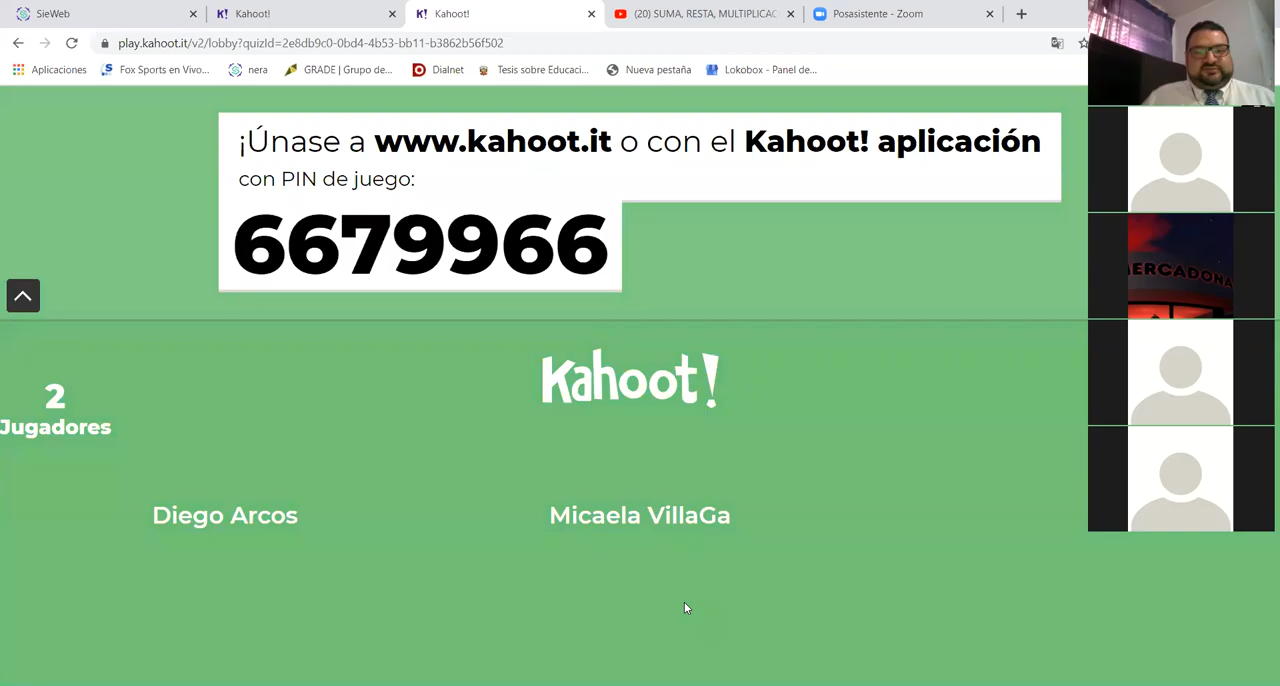 SieWeb
Kahoot!
Kahoot!
(20) SUMA, RESTA, MULTIPLICAC
Posasistente - Zoom
play.kahoot.it/v2/lobby?quizId=2e8db9c0-0bd4-4b53-bb11-b3862b56f502
Aplicaciones
Fox Sports en Vivo...
nera
GRADE | Grupo de...
Dialnet
Tesis sobre Educaci...
Nueva pestaña
Lokobox - Panel de...
¡Únase a www.kahoot.it o con el Kahoot! aplicación
con PIN de juego:
6679966
MERCADONA
Kahoot!
2
Jugadores
Diego Arcos
Micaela VillaGa